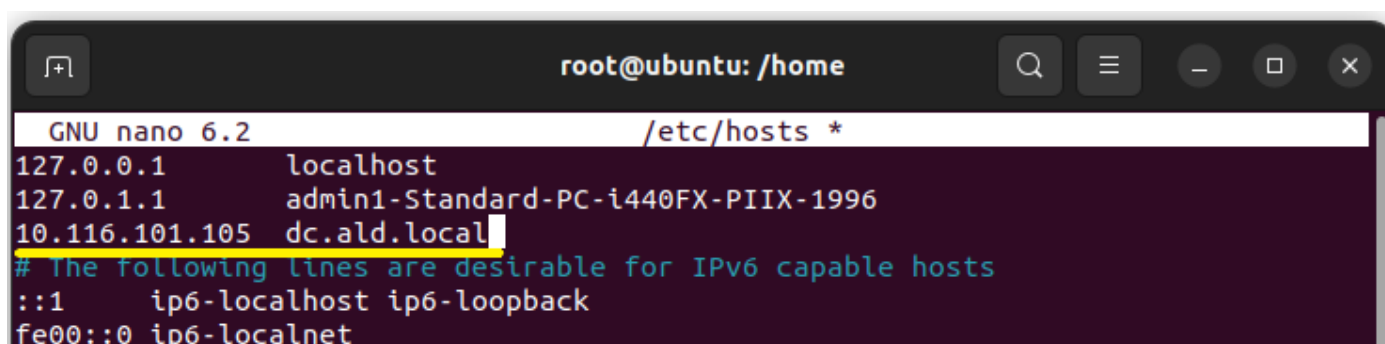 root@ubuntu: /home
GNU nano 6.2 /etc/hosts *
127.0.0.1 localhost
127.0.1.1 admin1-Standard-PC-i440FX-PIIX-1996
10.116.101.105 dc.ald.local
# The following lines are desirable for IPv6 capable hosts
::1 ip6-localhost ip6-loopback
fe00::0 ip6-localnet